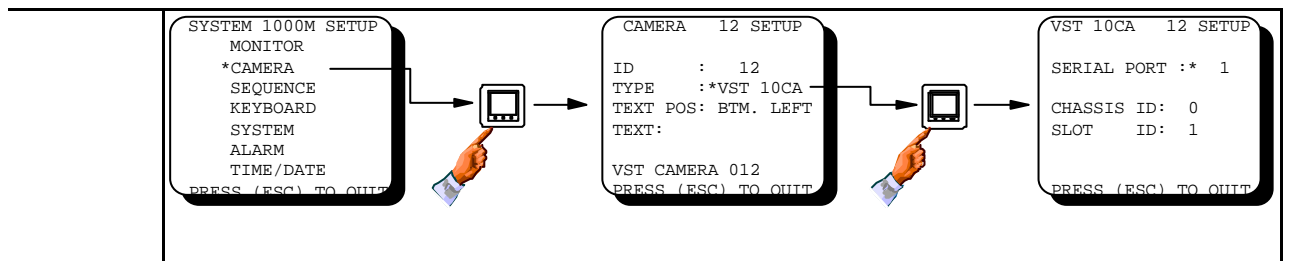 SYSTEM 1000M SETUP
MONITOR
*CAMERA
SEQUENCE
KEYBOARD
SYSTEM
ALARM
TIME/DATE
PRESS (ESC) TO QUIT
CAMERA 12 SETUP
ID : 12
TYPE :*VST 10CA
TEXT POS: BTM. LEFT
TEXT:
VST CAMERA 012
PRESS (ESC) TO QUIT
VST 10CA 12 SETUP
SERIAL PORT :* 1
CHASSIS ID: 0
SLOT ID: 1
PRESS (ESC) TO QUIT